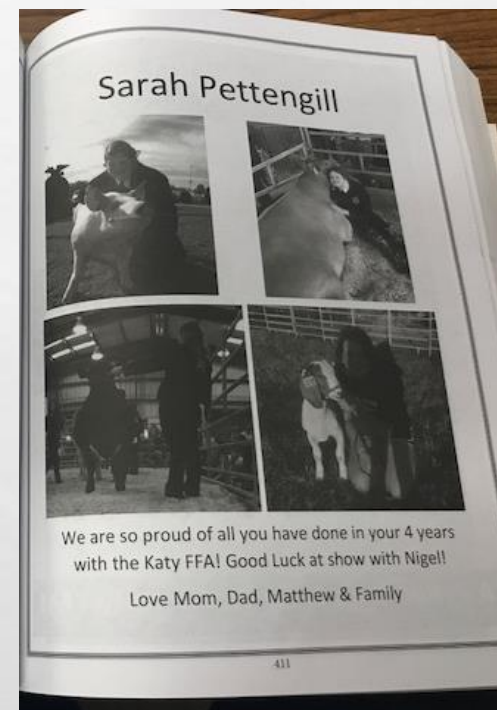 Sarah Pettengill
We are so proud of all you have done in your 4 years
with the Katy FFA! Good Luck at show with Nigel!
Love Mom, Dad, Matthew & Family
411